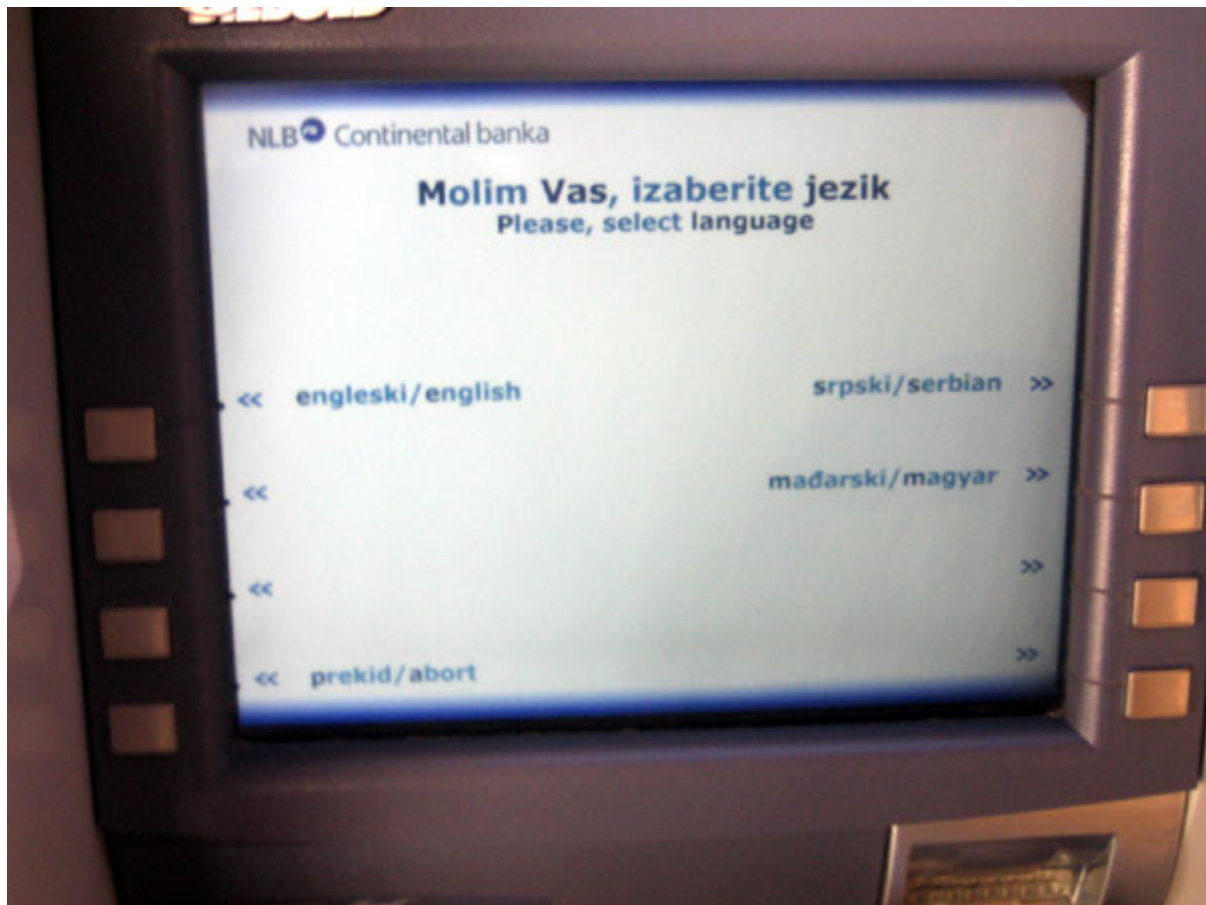 NLB Continental banka
Molim Vas, izaberite jezik
Please, select language
<< engleski/english
srpski/serbian >>
<<
mađarski/magyar >>
<<
>>
<< prekid/abort
>>